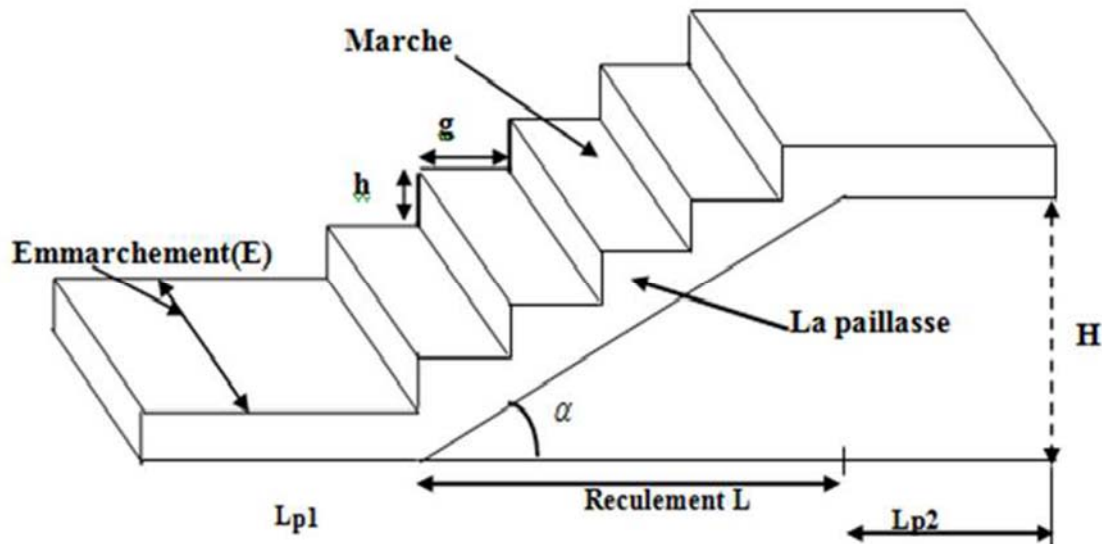 Marche
g
h
Emmarchement(E)
La paillasse
H
α
Reculement L
Lp1
Lp2